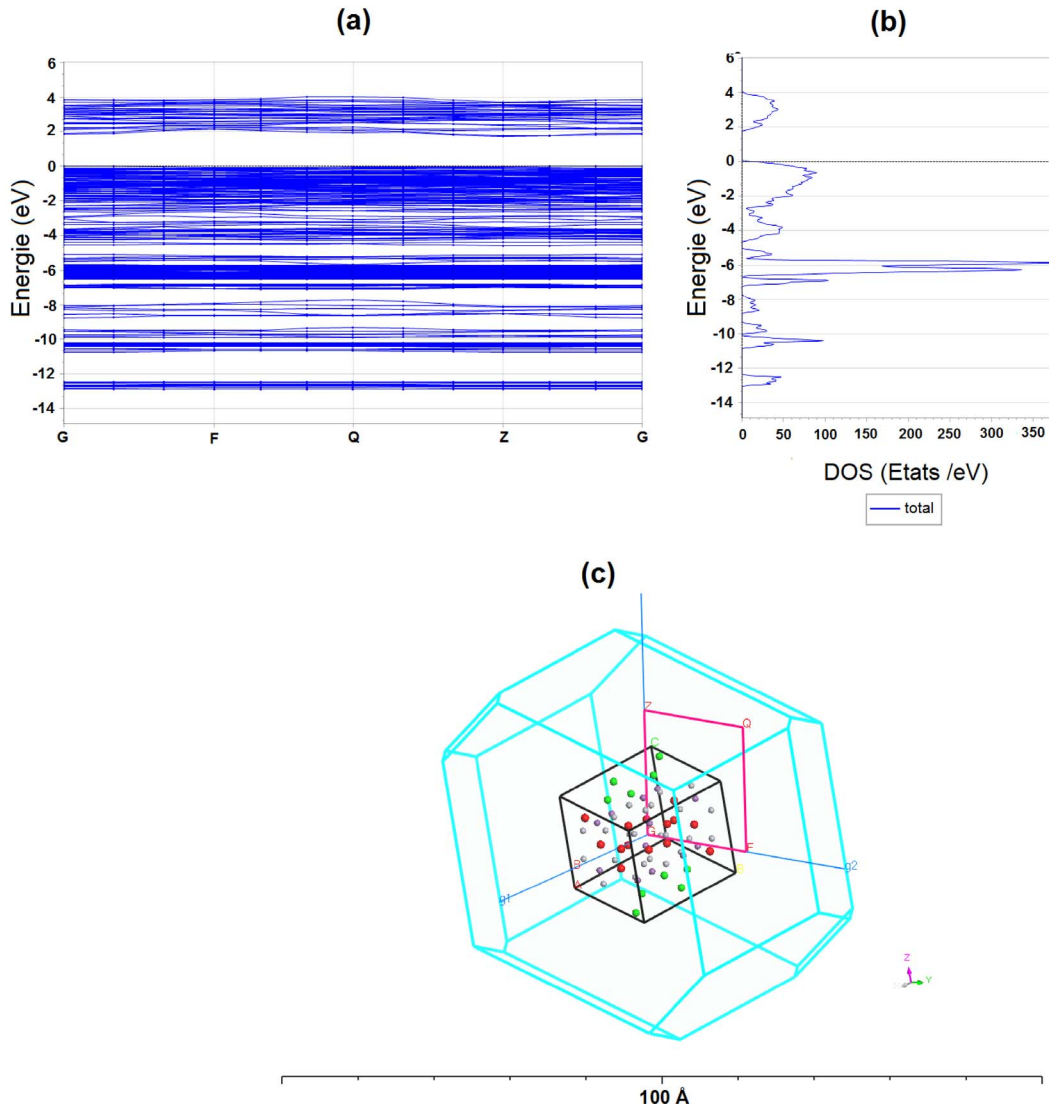 (a)
6
4
2
0
-2
-4
-6
-8
-10
-12
-14
Energie (eV)
G F Q Z G
(b)
6
4
2
0
-2
-4
-6
-8
-10
-12
-14
Energie (eV)
0 50 100 150 200 250 300 350
DOS (Etats /eV)
total
(c)
Z
Q
C
G
F
B
A
g1
g2
Z
Y
100 Å